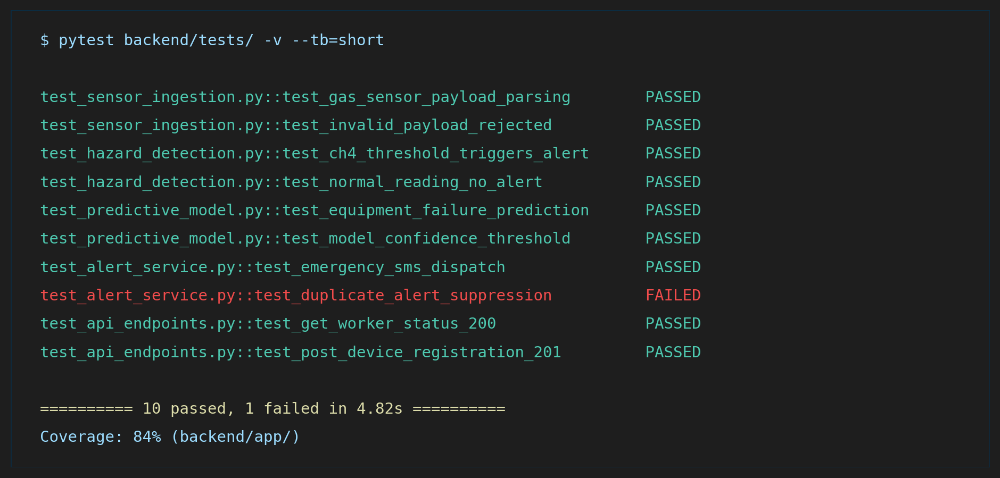 $ pytest backend/tests/ -v --tb=short
test_sensor_ingestion.py::test_gas_sensor_payload_parsing PASSED
test_sensor_ingestion.py::test_invalid_payload_rejected PASSED
test_hazard_detection.py::test_ch4_threshold_triggers_alert PASSED
test_hazard_detection.py::test_normal_reading_no_alert PASSED
test_predictive_model.py::test_equipment_failure_prediction PASSED
test_predictive_model.py::test_model_confidence_threshold PASSED
test_alert_service.py::test_emergency_sms_dispatch PASSED
test_alert_service.py::test_duplicate_alert_suppression FAILED
test_api_endpoints.py::test_get_worker_status_200 PASSED
test_api_endpoints.py::test_post_device_registration_201 PASSED
========== 10 passed, 1 failed in 4.82s ==========
Coverage: 84% (backend/app/)